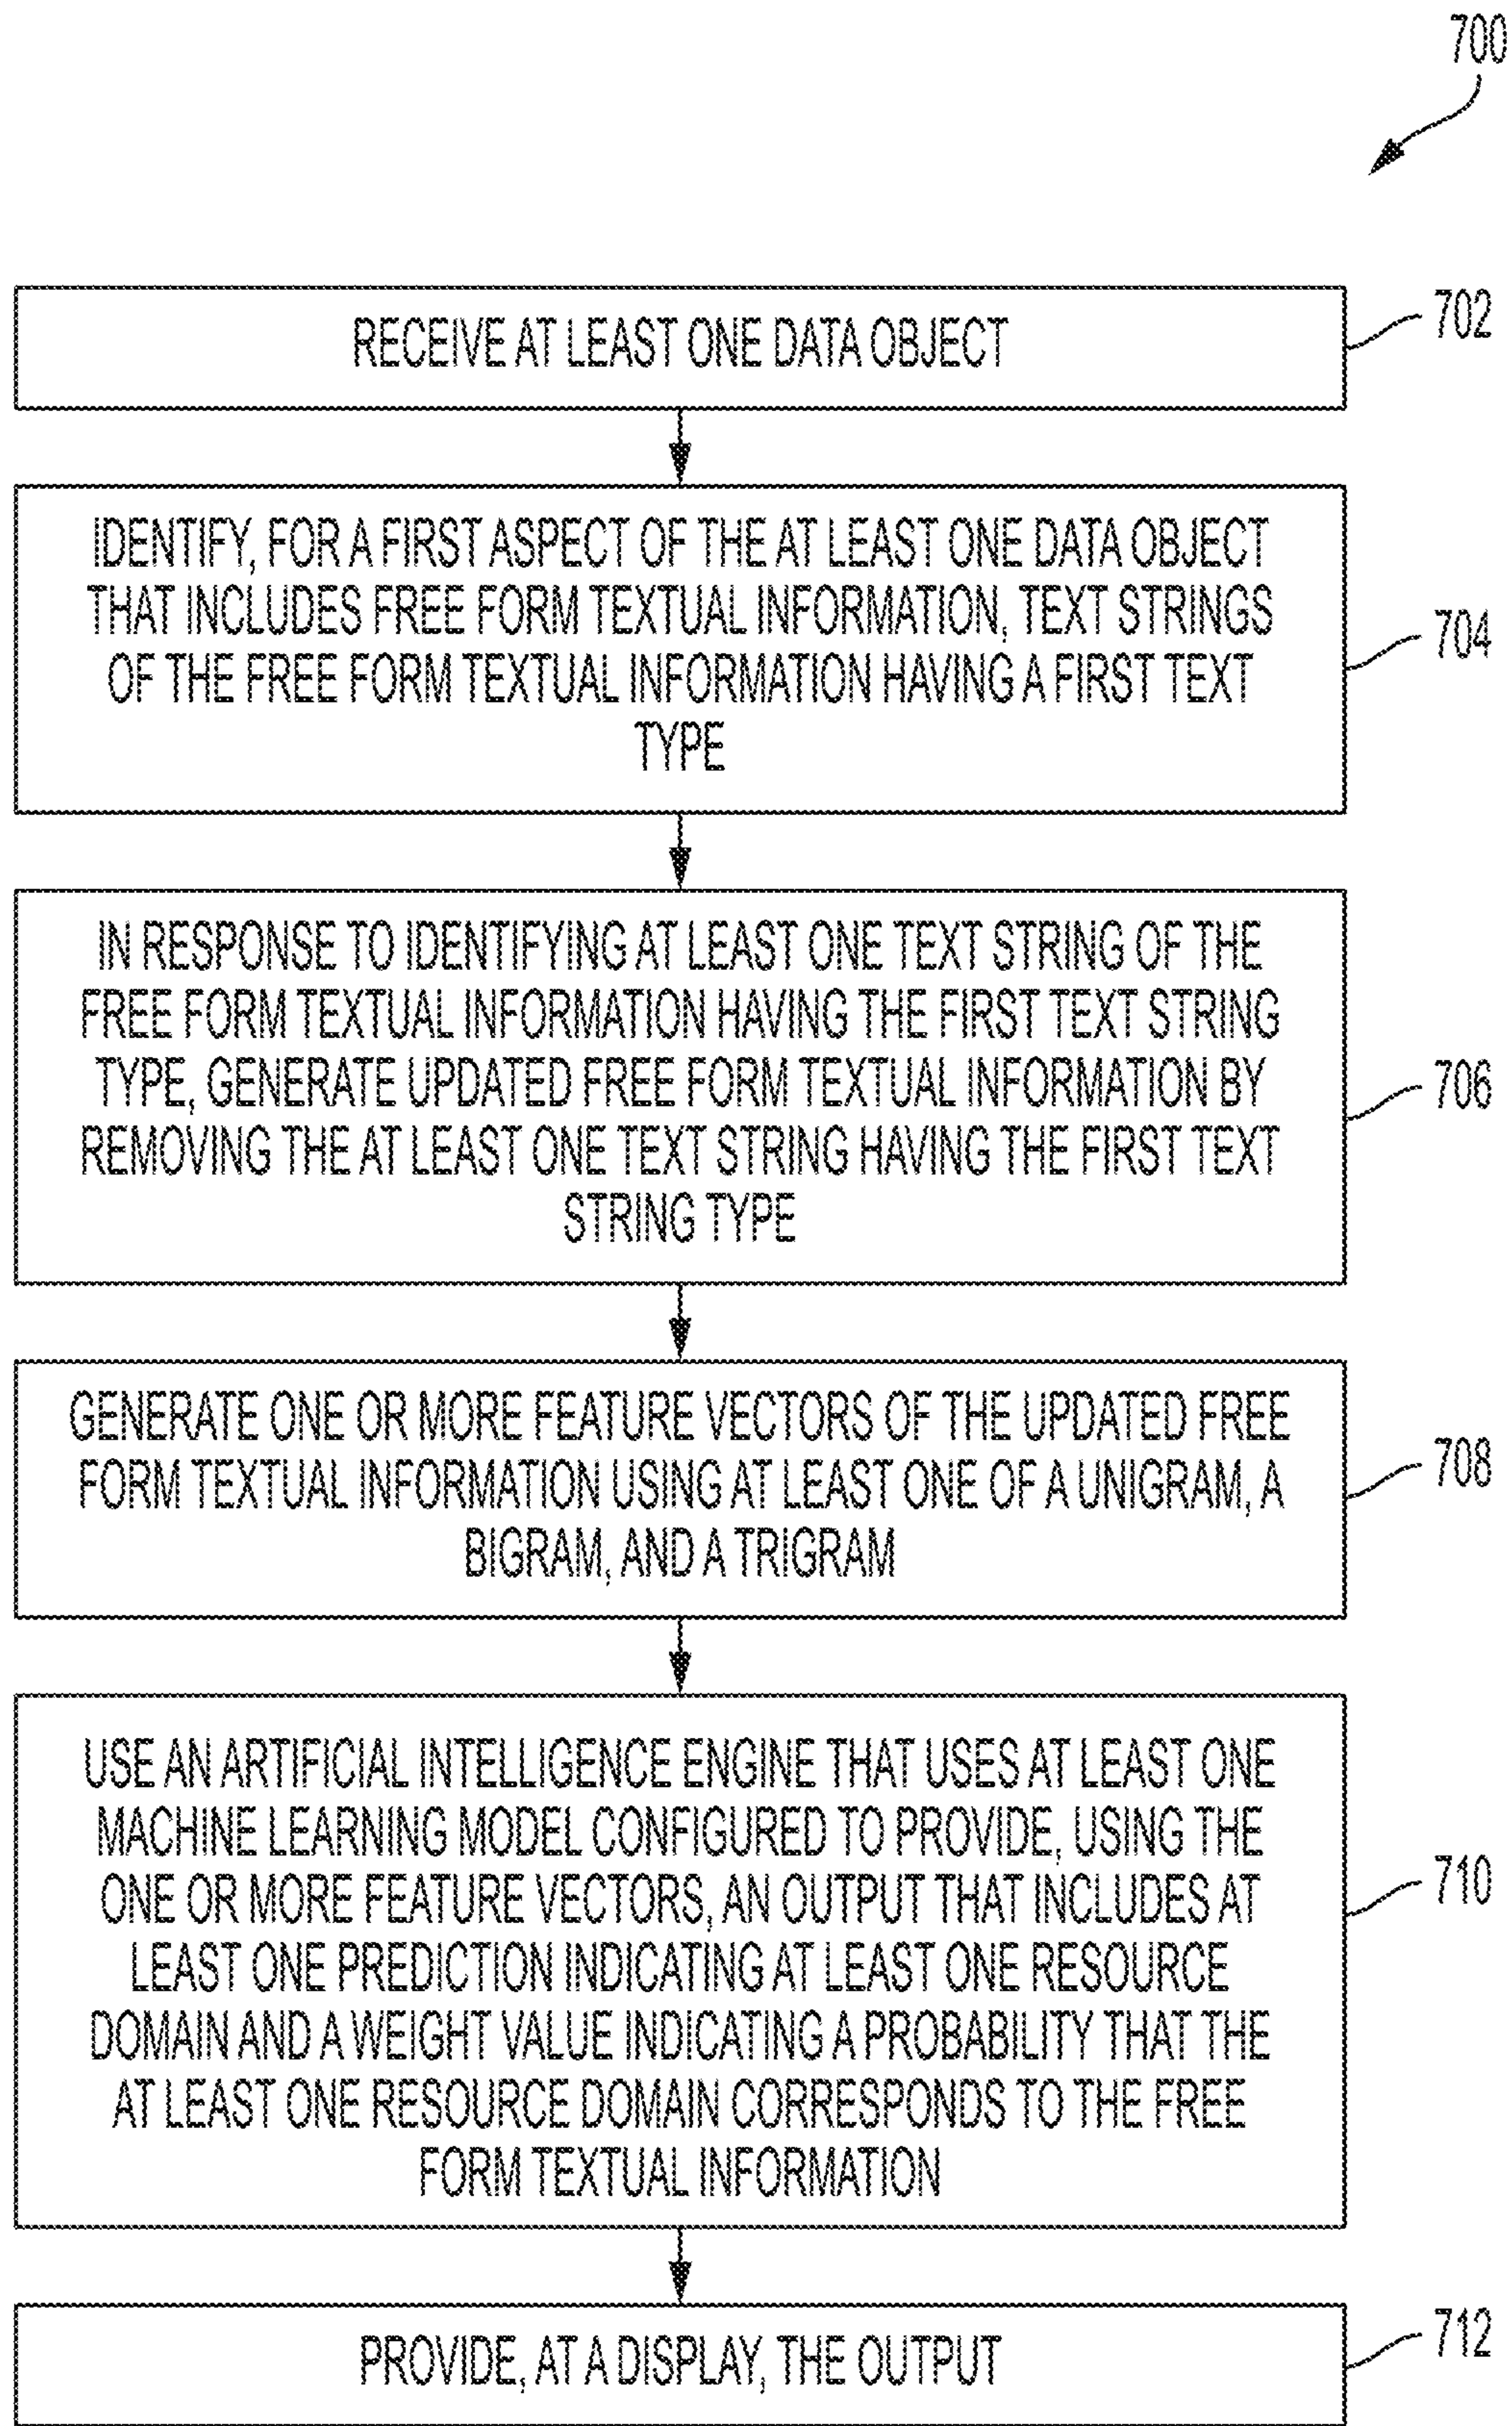 700
RECEIVE AT LEAST ONE DATA OBJECT
702
IDENTIFY, FOR A FIRST ASPECT OF THE AT LEAST ONE DATA OBJECT
THAT INCLUDES FREE FORM TEXTUAL INFORMATION, TEXT STRINGS
OF THE FREE FORM TEXTUAL INFORMATION HAVING A FIRST TEXT
TYPE
704
IN RESPONSE TO IDENTIFYING AT LEAST ONE TEXT STRING OF THE
FREE FORM TEXTUAL INFORMATION HAVING THE FIRST TEXT STRING
TYPE, GENERATE UPDATED FREE FORM TEXTUAL INFORMATION BY
REMOVING THE AT LEAST ONE TEXT STRING HAVING THE FIRST TEXT
STRING TYPE
706
GENERATE ONE OR MORE FEATURE VECTORS OF THE UPDATED FREE
FORM TEXTUAL INFORMATION USING AT LEAST ONE OF A UNIGRAM, A
BIGRAM, AND A TRIGRAM
708
USE AN ARTIFICIAL INTELLIGENCE ENGINE THAT USES AT LEAST ONE
MACHINE LEARNING MODEL CONFIGURED TO PROVIDE, USING THE
ONE OR MORE FEATURE VECTORS, AN OUTPUT THAT INCLUDES AT
LEAST ONE PREDICTION INDICATING AT LEAST ONE RESOURCE
DOMAIN AND A WEIGHT VALUE INDICATING A PROBABILITY THAT THE
AT LEAST ONE RESOURCE DOMAIN CORRESPONDS TO THE FREE
FORM TEXTUAL INFORMATION
710
PROVIDE, AT A DISPLAY, THE OUTPUT
712